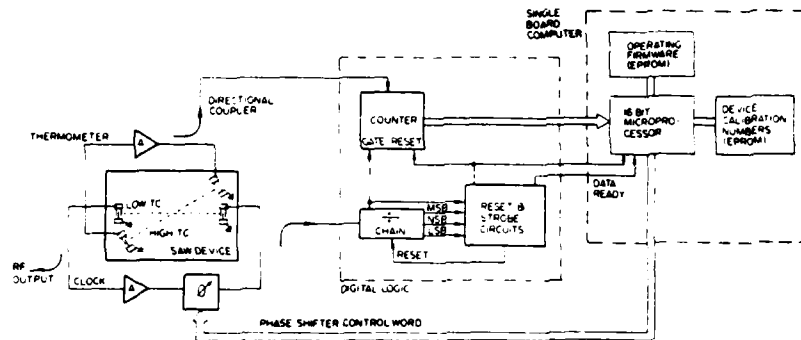 SINGLE
BOARD
COMPUTER
OPERATING
FIRMWARE
(EPROM)
16 BIT
MICROPRO-
CESSOR
DEVICE
CALIBRATION
NUMBERS
(EPROM)
DATA
READY
DIRECTIONAL
COUPLER
COUNTER
GATE RESET
THERMOMETER
A
LOW TC
HIGH TC
SAW DEVICE
÷
CHAIN
MSB
NSB
LSB
RESET &
STROBE
CIRCUITS
RESET
DIGITAL LOGIC
RF
OUTPUT
CLOCK
A
Ø
PHASE SHIFTER CONTROL WORD